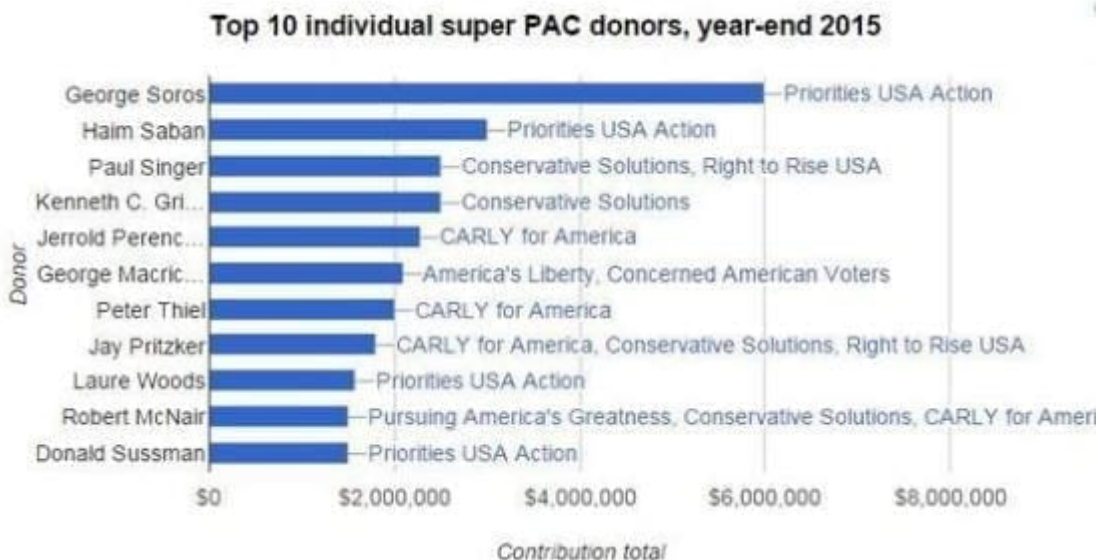 Top 10 individual super PAC donors, year-end 2015
George Soros Priorities USA Action
Haim Saban Priorities USA Action
Paul Singer Conservative Solutions, Right to Rise USA
Kenneth C. Gri... Conservative Solutions
Jerrold Perenc... CARLY for America
George Macric... America's Liberty, Concerned American Voters
Peter Thiel CARLY for America
Jay Pritzker CARLY for America, Conservative Solutions, Right to Rise USA
Laure Woods Priorities USA Action
Robert McNair Pursuing America's Greatness, Conservative Solutions, CARLY for Ameri
Donald Sussman Priorities USA Action
Donor
$0 $2,000,000 $4,000,000 $6,000,000 $8,000,000
Contribution total